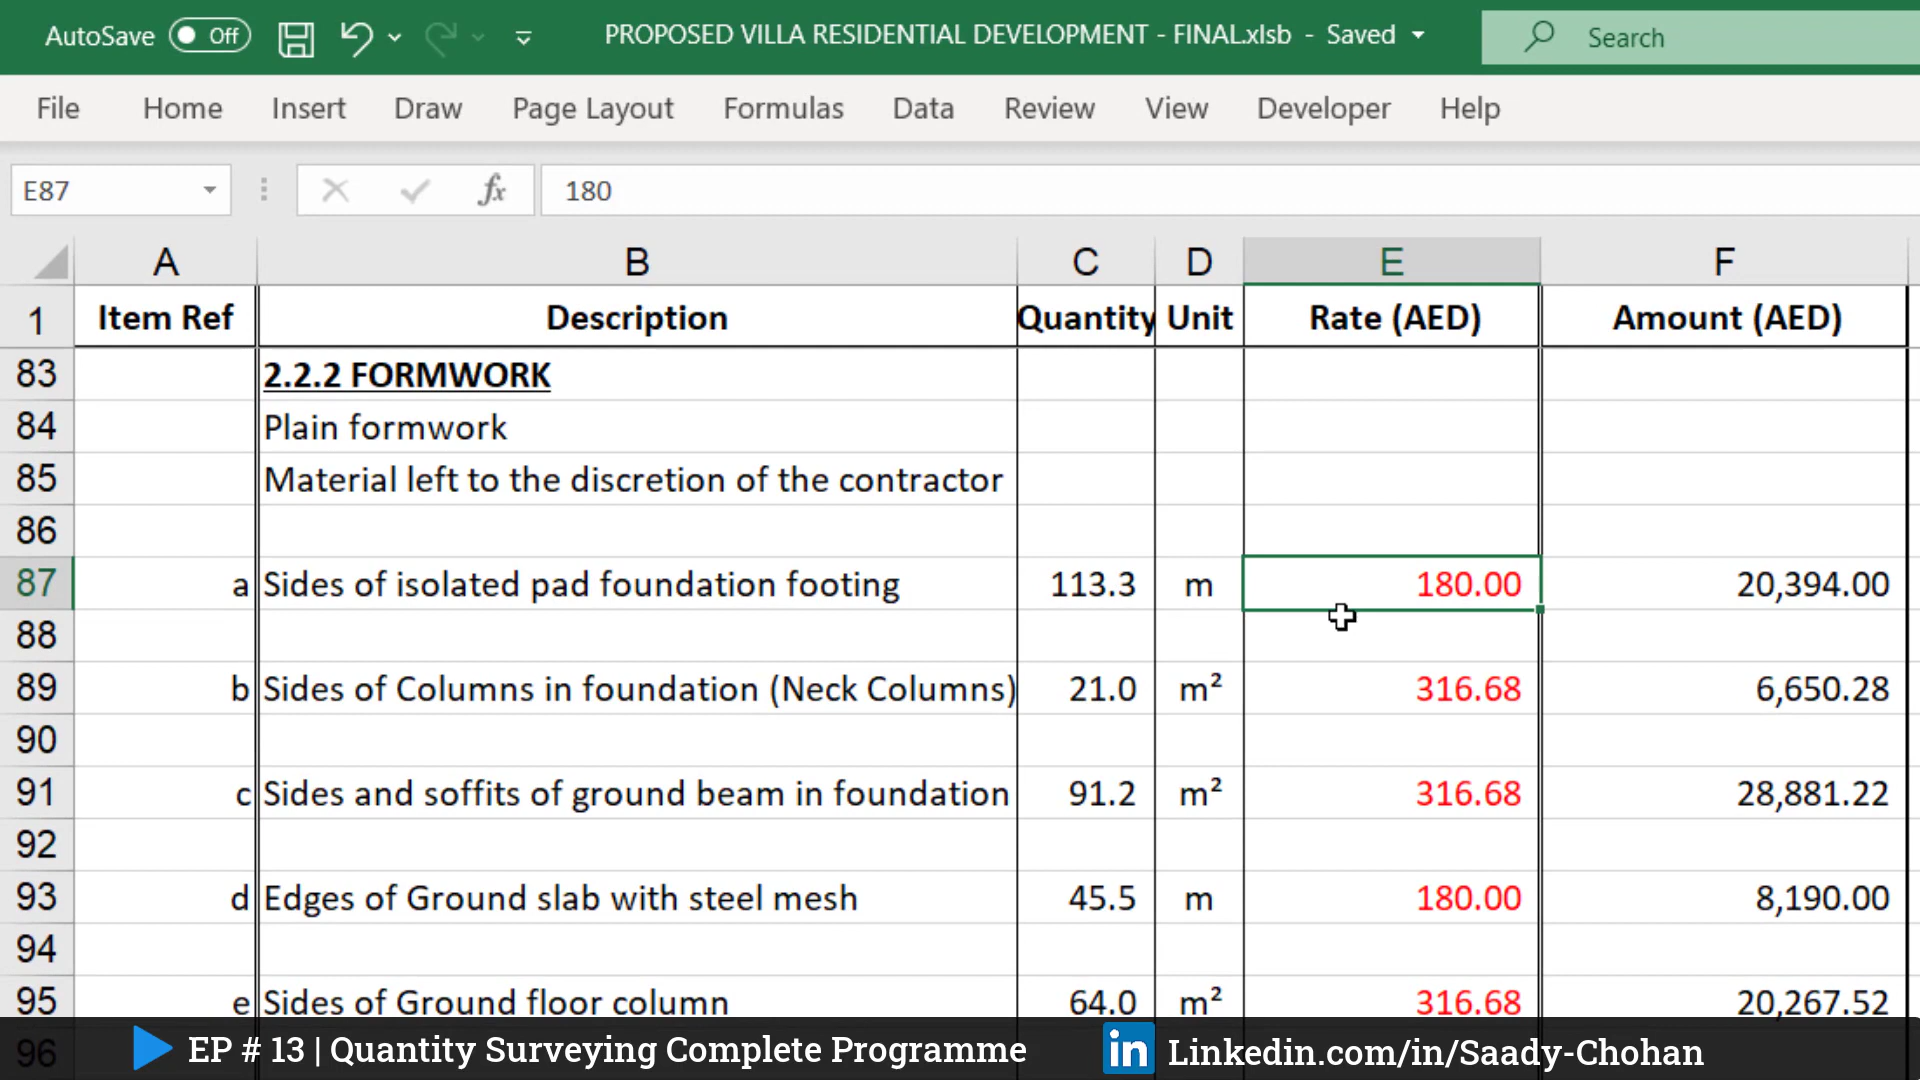 AutoSave Off PROPOSED VILLA RESIDENTIAL DEVELOPMENT - FINAL.xlsb - Saved Search
File Home Insert Draw Page Layout Formulas Data Review View Developer Help
E87 fx 180
A B C D E F
1 Item Ref Description Quantity Unit Rate (AED) Amount (AED)
83 2.2.2 FORMWORK
84 Plain formwork
85 Material left to the discretion of the contractor
86
87 a Sides of isolated pad foundation footing 113.3 m 180.00 20,394.00
88
89 b Sides of Columns in foundation (Neck Columns) 21.0 m² 316.68 6,650.28
90
91 c Sides and soffits of ground beam in foundation 91.2 m² 316.68 28,881.22
92
93 d Edges of Ground slab with steel mesh 45.5 m 180.00 8,190.00
94
95 e Sides of Ground floor column 64.0 m² 316.68 20,267.52
96
EP # 13 | Quantity Surveying Complete Programme in Linkedin.com/in/Saady-Chohan